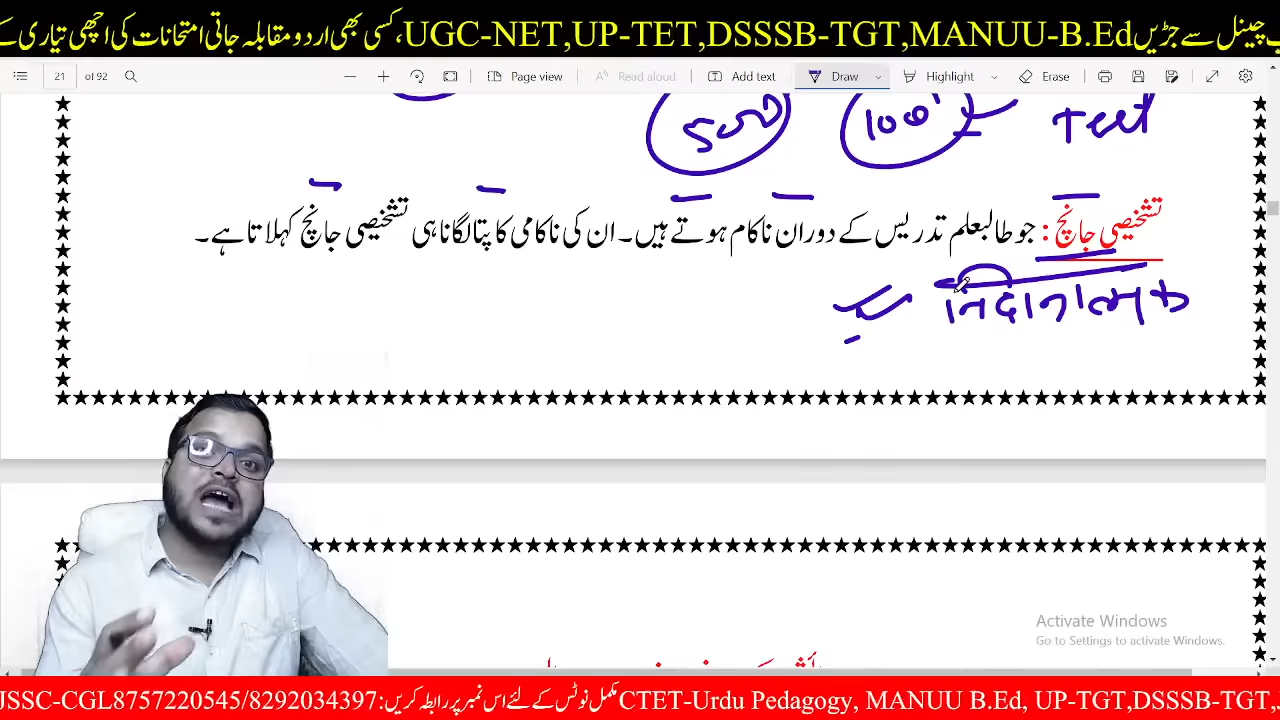 چینل سے جڑیں UGC-NET,UP-TET,DSSSB-TGT,MANUU-B.Ed، کسی بھی اردو مقابلہ جاتی امتحانات کی اچھی تیاری کے
21 of 92 Page view Read aloud Add text Draw Highlight Erase
500 100 Test
تشخیصی جانچ : جو طالبعلم تدریس کے دوران ناکام ہوتے ہیں۔ ان کی ناکامی کا پتا لگانا ہی تشخیصی جانچ کہلاتا ہے۔
निदानात्मक
Activate Windows
Go to Settings to activate Windows.
JSSC-CGL8757220545/8292034397:مکمل نوٹس کے لئے اس نمبر پر رابطہ کریں CTET-Urdu Pedagogy, MANUU B.Ed, UP-TGT,DSSSB-TGT,